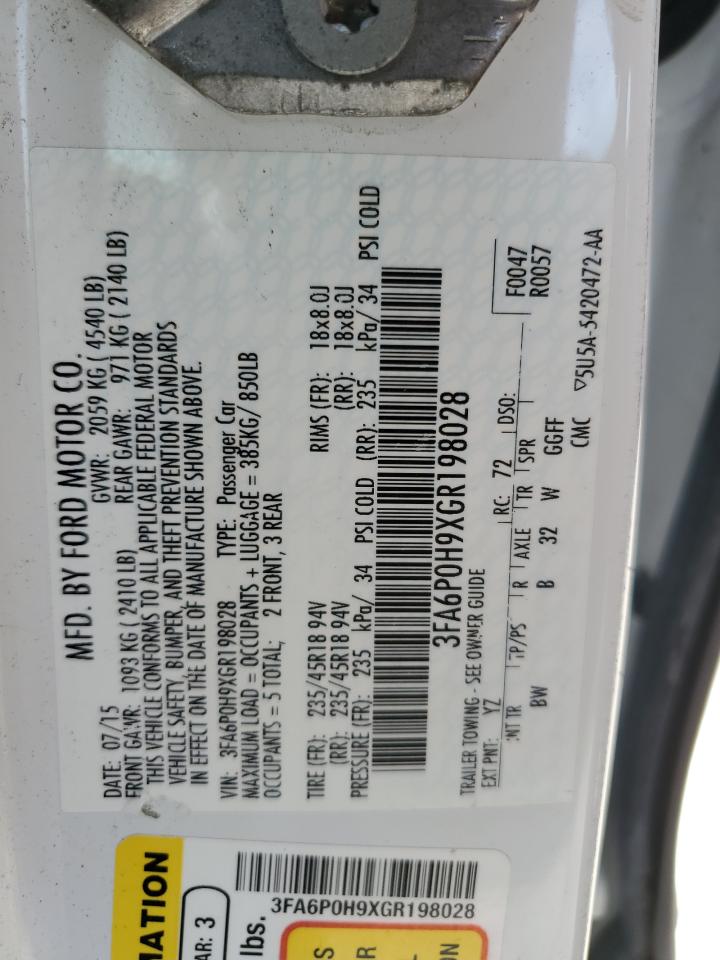 MFD. BY FORD MOTOR CO.
DATE: 07/15 GVWR: 2059 KG ( 4540 LB)
FRONT GAWR: 1093 KG ( 2410 LB) REAR GAWR: 971 KG ( 2140 LB)
THIS VEHICLE CONFORMS TO ALL APPLICABLE FEDERAL MOTOR
VEHICLE SAFETY, BUMPER, AND THEFT PREVENTION STANDARDS
IN EFFECT ON THE DATE OF MANUFACTURE SHOWN ABOVE.
VIN: 3FA6P0H9XGR198028 TYPE: Passenger Car
MAXIMUM LOAD = OCCUPANTS + LUGGAGE = 385KG/ 850LB
OCCUPANTS = 5 TOTAL; 2 FRONT, 3 REAR
TIRE (FR): 235/45R18 94V RIMS (FR): 18x8.0J
(RR): 235/45R18 94V (RR): 18x8.0J
PRESSURE (FR): 235 kPa/ 34 PSI COLD (RR): 235 kPa/ 34 PSI COLD
3FA6P0H9XGR198028
TRAILER TOWING - SEE OWNER GUIDE
EXT PNT: YZ RC: 72 DSO:
F0047
R0057
INT TR TP/PS R AXLE TR SPR
BW B 32 W GGFF
CMC ▽5U5A-5420472-AA
MATION
AR: 3
lbs.
3FA6P0H9XGR198028
S
R
ON